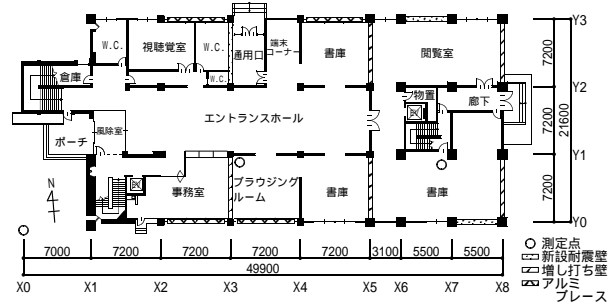 W.C.
視聴覚室
W.C.
通用口
端末
コーナー
書庫
閲覧室
Y3
7200
倉庫
W.C.
物置
廊下
Y2
EV
エントランスホール
7200
21600
ポーチ
風除室
Y1
N
EV
事務室
ブラウジング
ルーム
書庫
書庫
7200
Y0
7000
7200
7200
7200
7200
3100
5500
5500
49900
X0
X1
X2
X3
X4
X5
X6
X7
X8
測定点
新設耐震壁
増し打ち壁
アルミ
ブレース